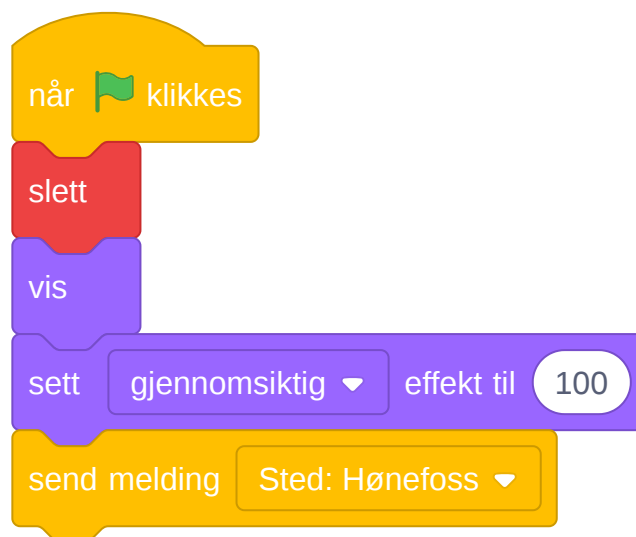 når klikkes
slett
vis
sett gjennomsiktig effekt til 100
send melding Sted: Hønefoss